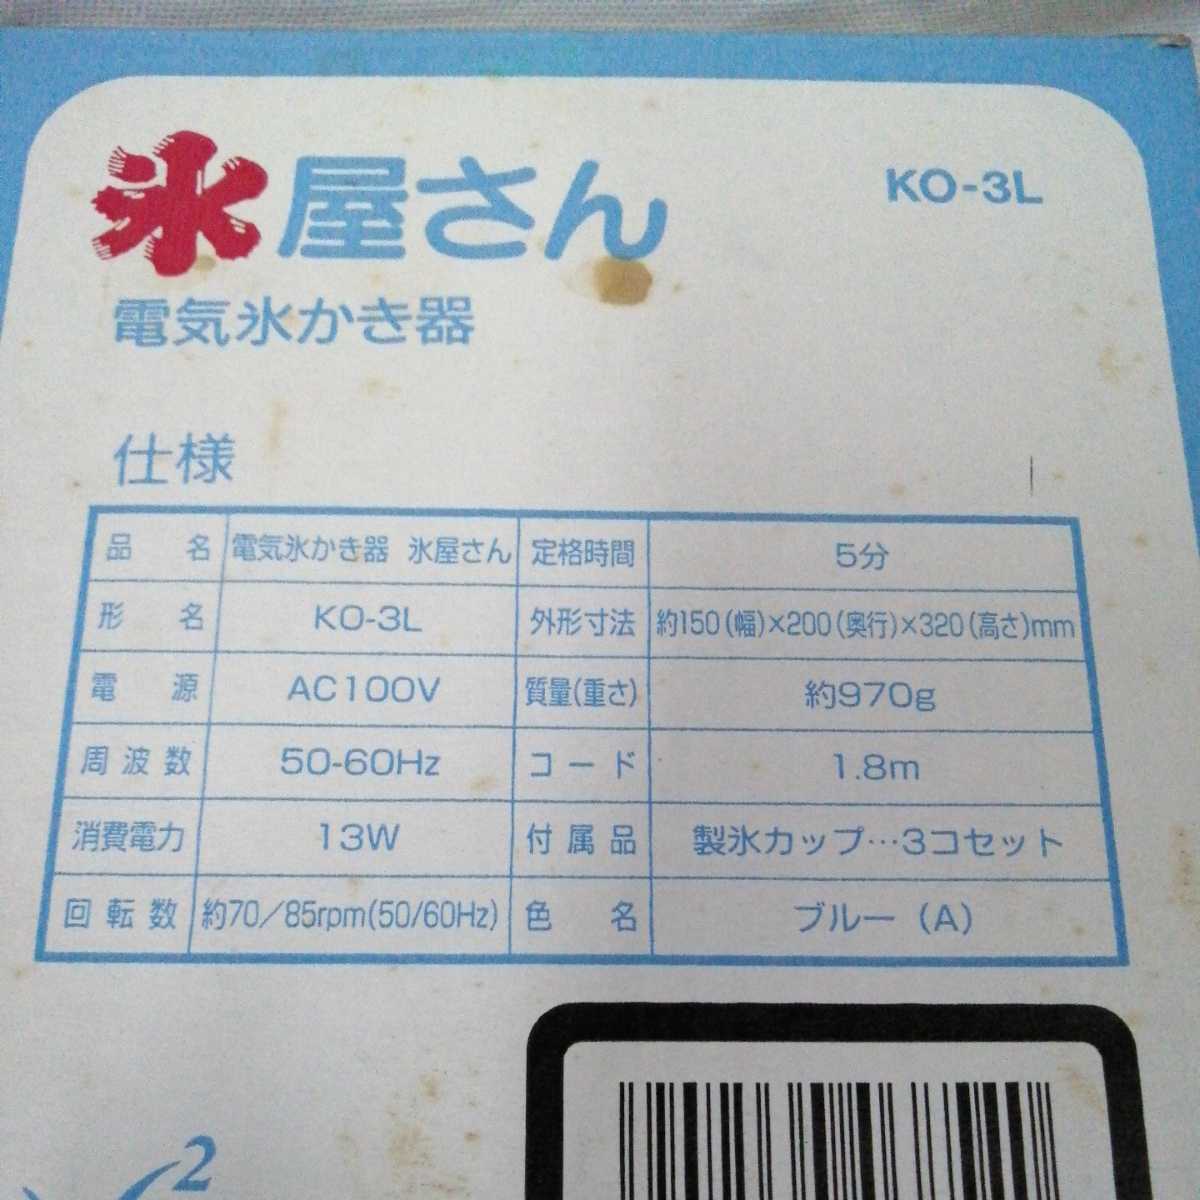 氷屋さん
KO-3L
電気氷かき器
仕様
品名 電気氷かき器 氷屋さん 定格時間 5分
形名 KO-3L 外形寸法 約150(幅)×200(奥行)×320(高さ)mm
電源 AC100V 質量(重さ) 約970g
周波数 50-60Hz コード 1.8m
消費電力 13W 付属品 製氷カップ…3コセット
回転数 約70/85rpm(50/60Hz) 色名 ブルー(A)
2